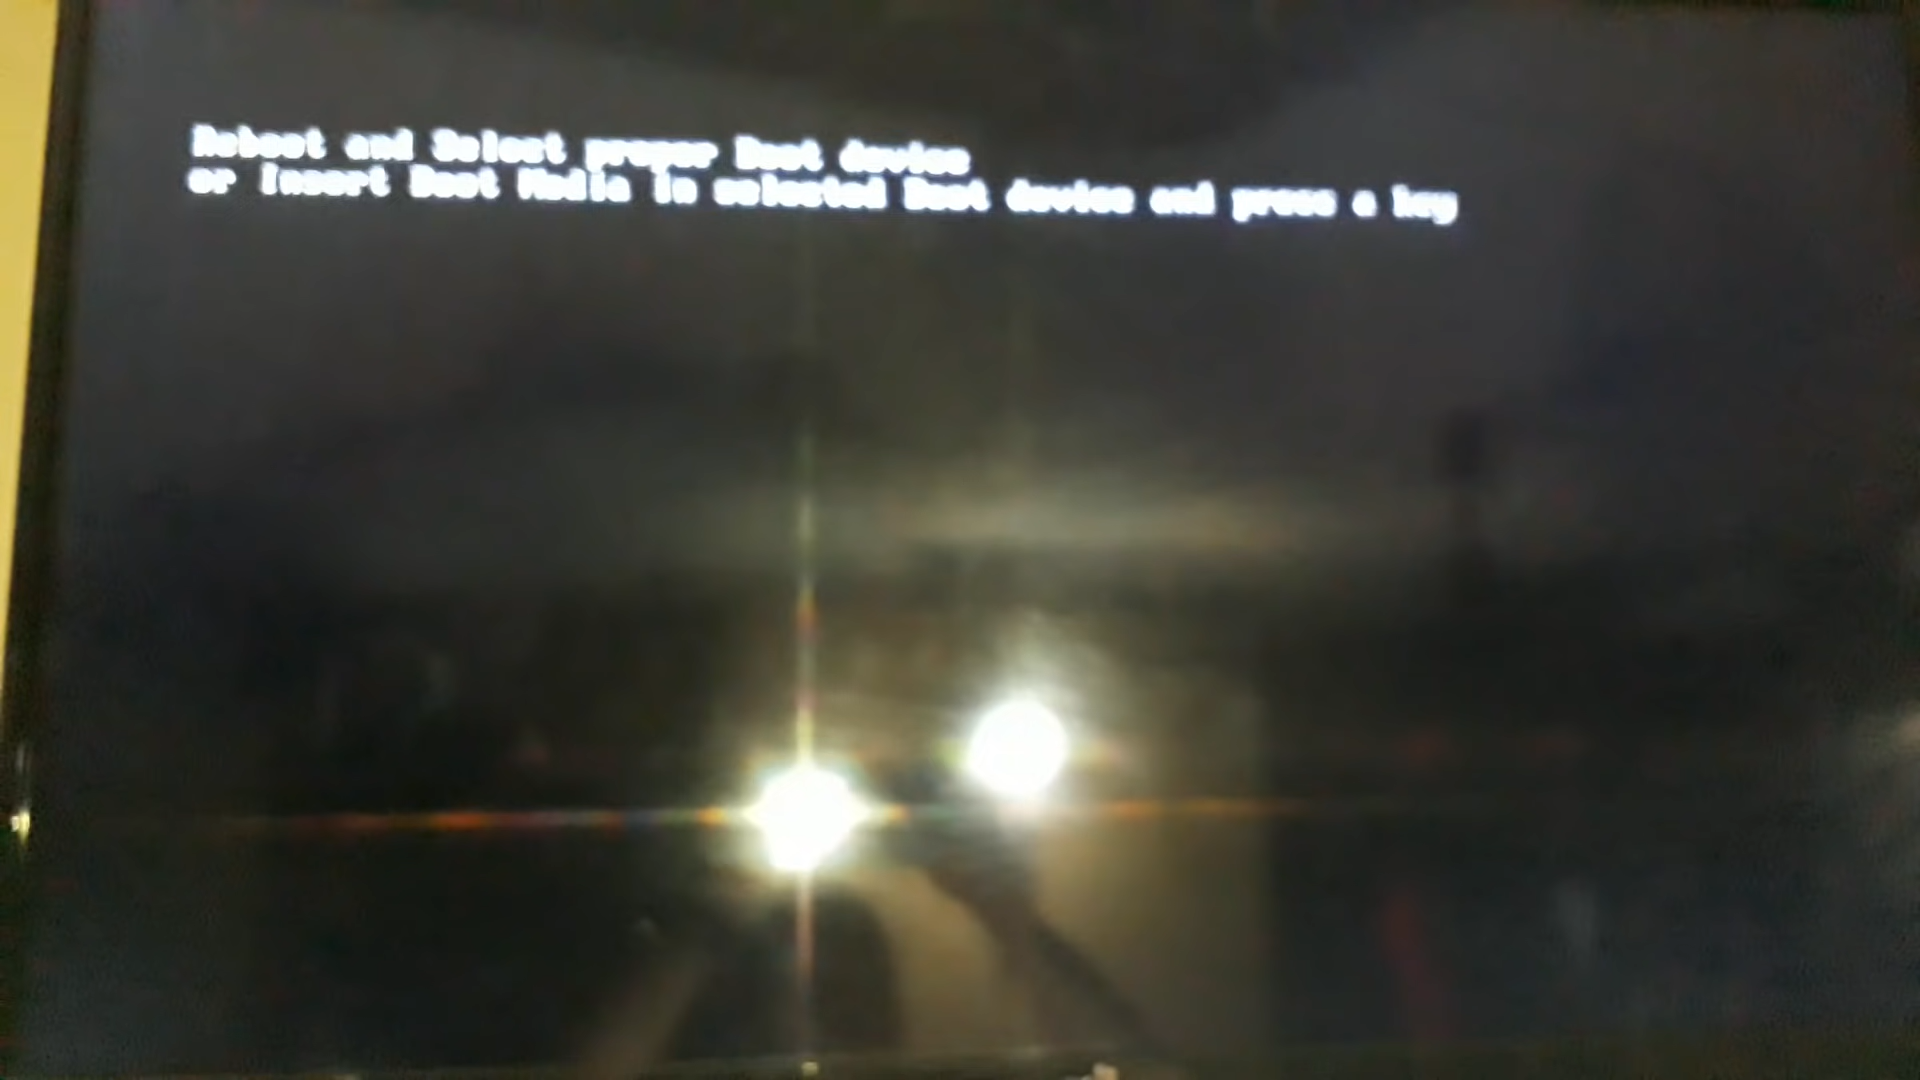 Reboot and Select proper Boot device
or Insert Boot Media in selected Boot device and press a key